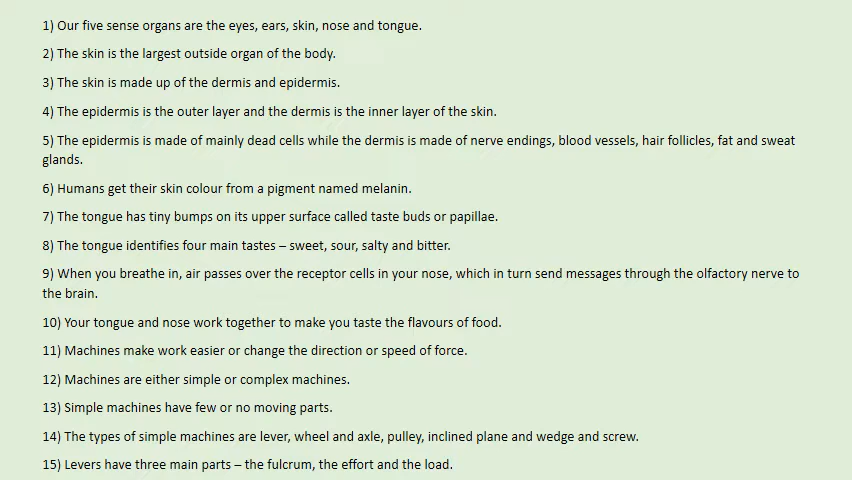 1) Our five sense organs are the eyes, ears, skin, nose and tongue.
2) The skin is the largest outside organ of the body.
3) The skin is made up of the dermis and epidermis.
4) The epidermis is the outer layer and the dermis is the inner layer of the skin.
5) The epidermis is made of mainly dead cells while the dermis is made of nerve endings, blood vessels, hair follicles, fat and sweat
glands.
6) Humans get their skin colour from a pigment named melanin.
7) The tongue has tiny bumps on its upper surface called taste buds or papillae.
8) The tongue identifies four main tastes – sweet, sour, salty and bitter.
9) When you breathe in, air passes over the receptor cells in your nose, which in turn send messages through the olfactory nerve to
the brain.
10) Your tongue and nose work together to make you taste the flavours of food.
11) Machines make work easier or change the direction or speed of force.
12) Machines are either simple or complex machines.
13) Simple machines have few or no moving parts.
14) The types of simple machines are lever, wheel and axle, pulley, inclined plane and wedge and screw.
15) Levers have three main parts – the fulcrum, the effort and the load.